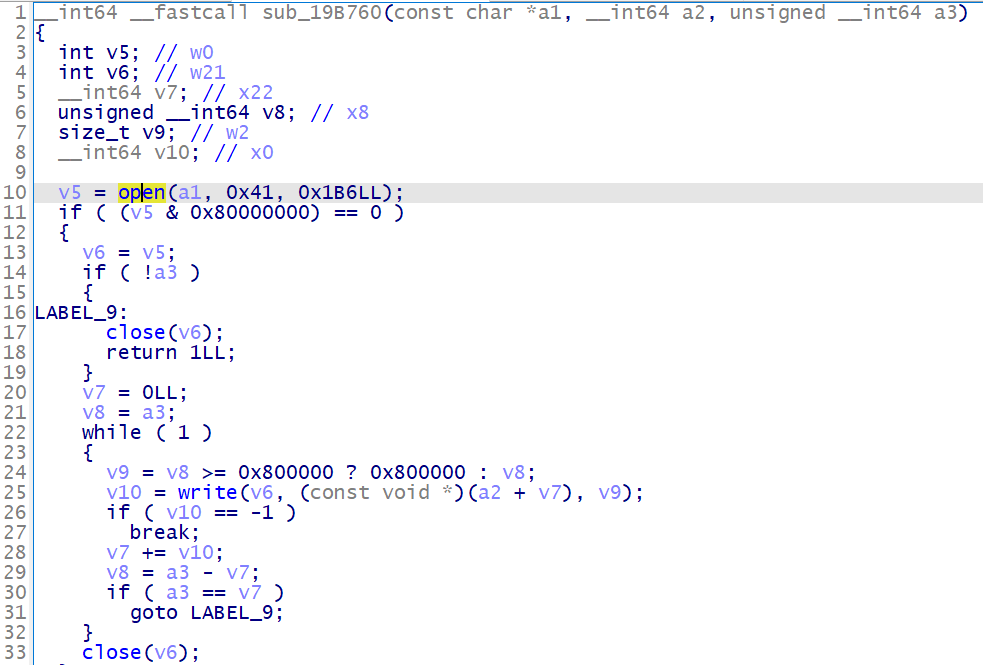 1 __int64 __fastcall sub_19B760(const char *a1, __int64 a2, unsigned __int64 a3)
2 {
3   int v5; // w0
4   int v6; // w21
5   __int64 v7; // x22
6   unsigned __int64 v8; // x8
7   size_t v9; // w2
8   __int64 v10; // x0
9
10   v5 = open(a1, 0x41, 0x1B6LL);
11   if ( (v5 & 0x80000000) == 0 )
12   {
13     v6 = v5;
14     if ( !a3 )
15     {
16 LABEL_9:
17       close(v6);
18       return 1LL;
19     }
20     v7 = 0LL;
21     v8 = a3;
22     while ( 1 )
23     {
24       v9 = v8 >= 0x800000 ? 0x800000 : v8;
25       v10 = write(v6, (const void *)(a2 + v7), v9);
26       if ( v10 == -1 )
27         break;
28       v7 += v10;
29       v8 = a3 - v7;
30       if ( a3 == v7 )
31         goto LABEL_9;
32     }
33     close(v6);